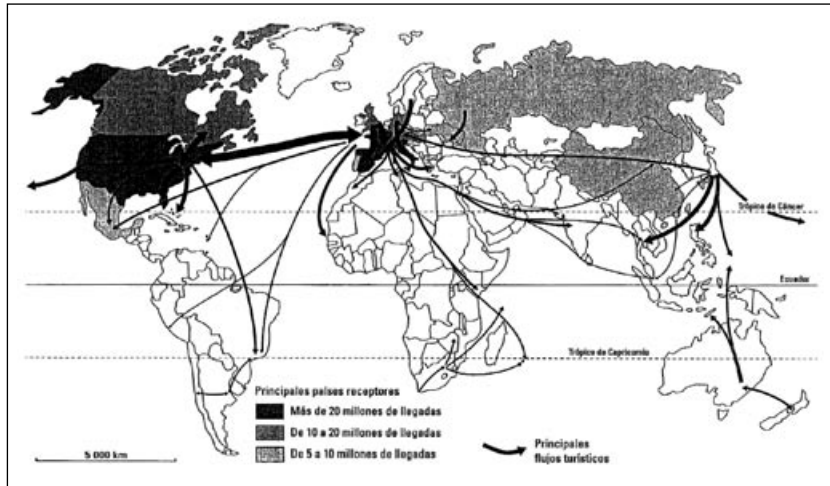 Trópico de Câncer
Ecuador
Trópico de Capricornio
Principales países receptores
Más de 20 millones de llegadas
De 10 a 20 millones de llegadas
De 5 a 10 millones de llegadas
Principales
flujos turísticos
5 000 km